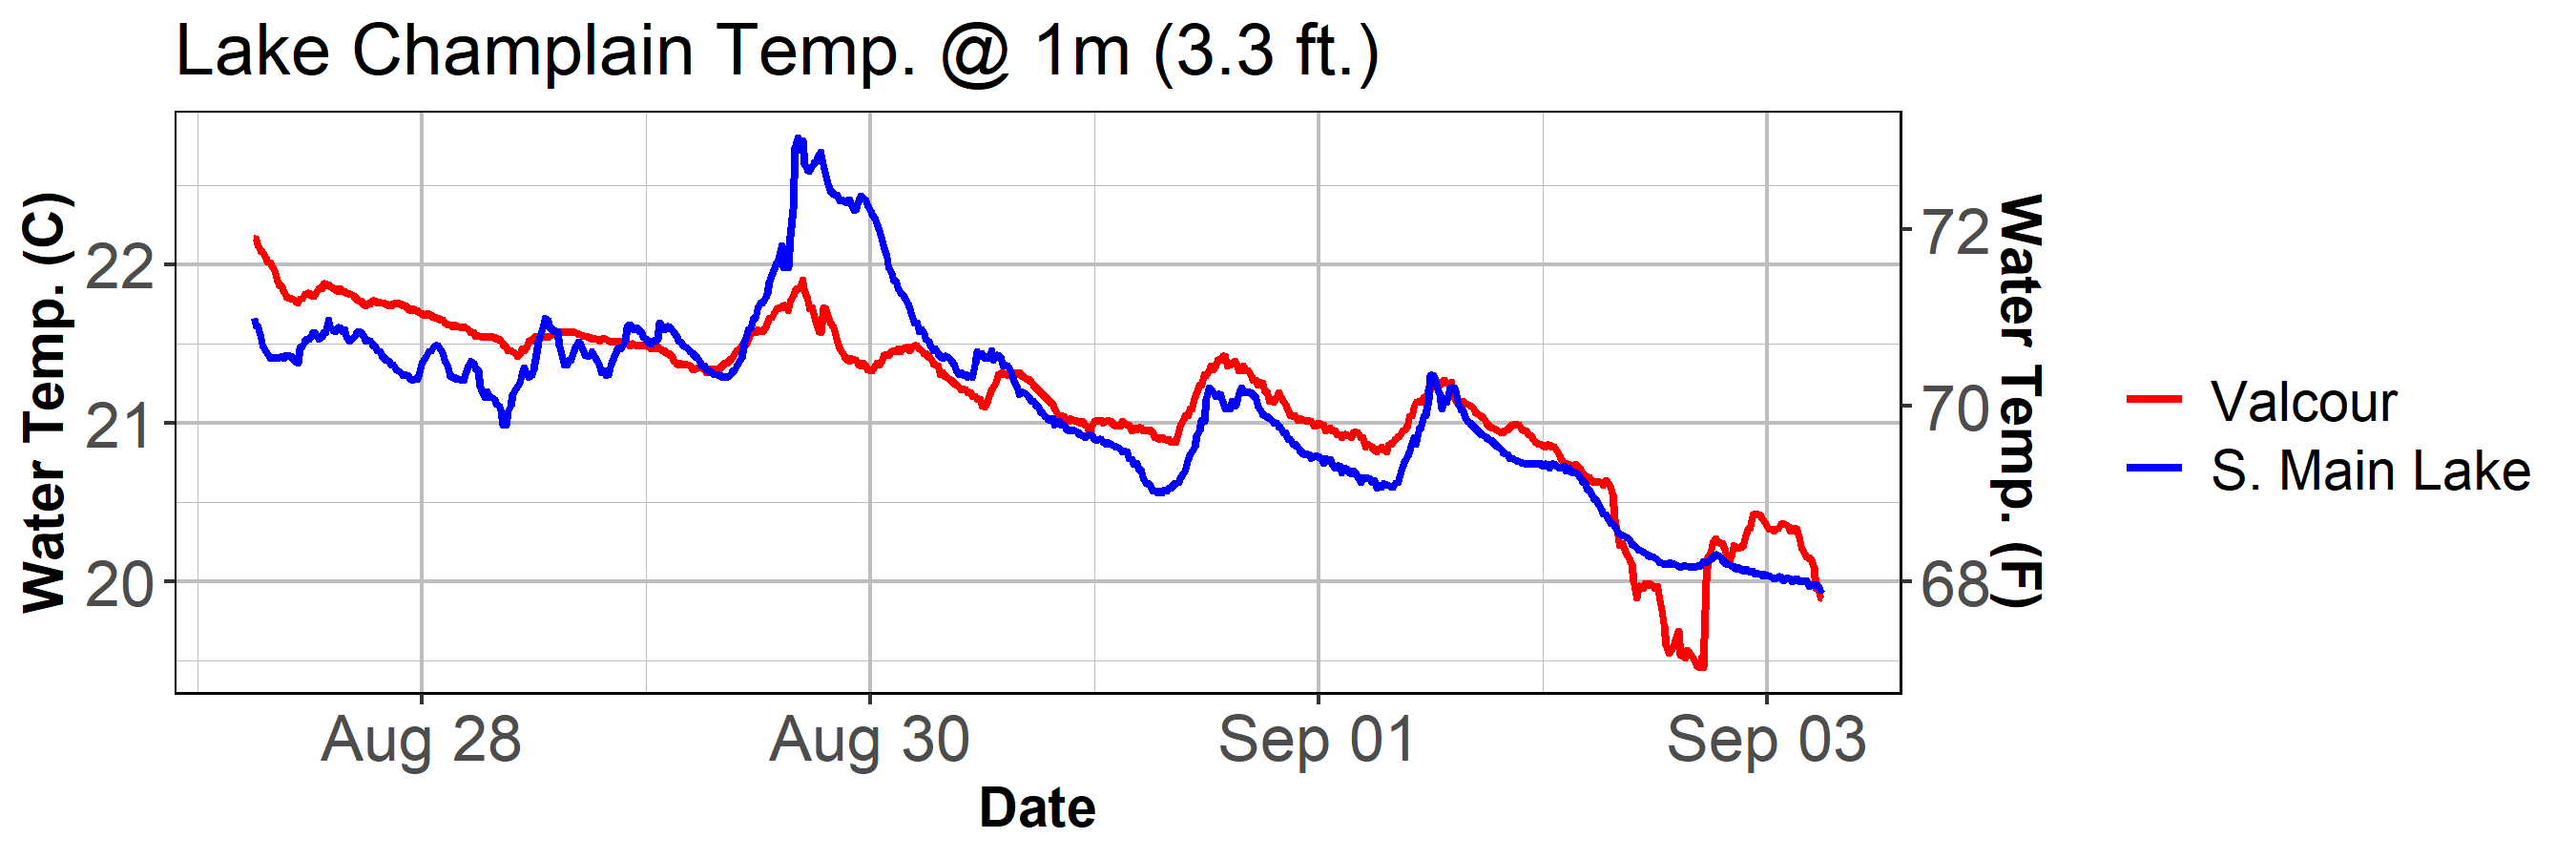 Lake Champlain Temp. @ 1m (3.3 ft.)
Water Temp. (C)
22
21
20
72
70
68
Water Temp. (F)
Aug 28
Aug 30
Sep 01
Sep 03
Date
Valcour
S. Main Lake